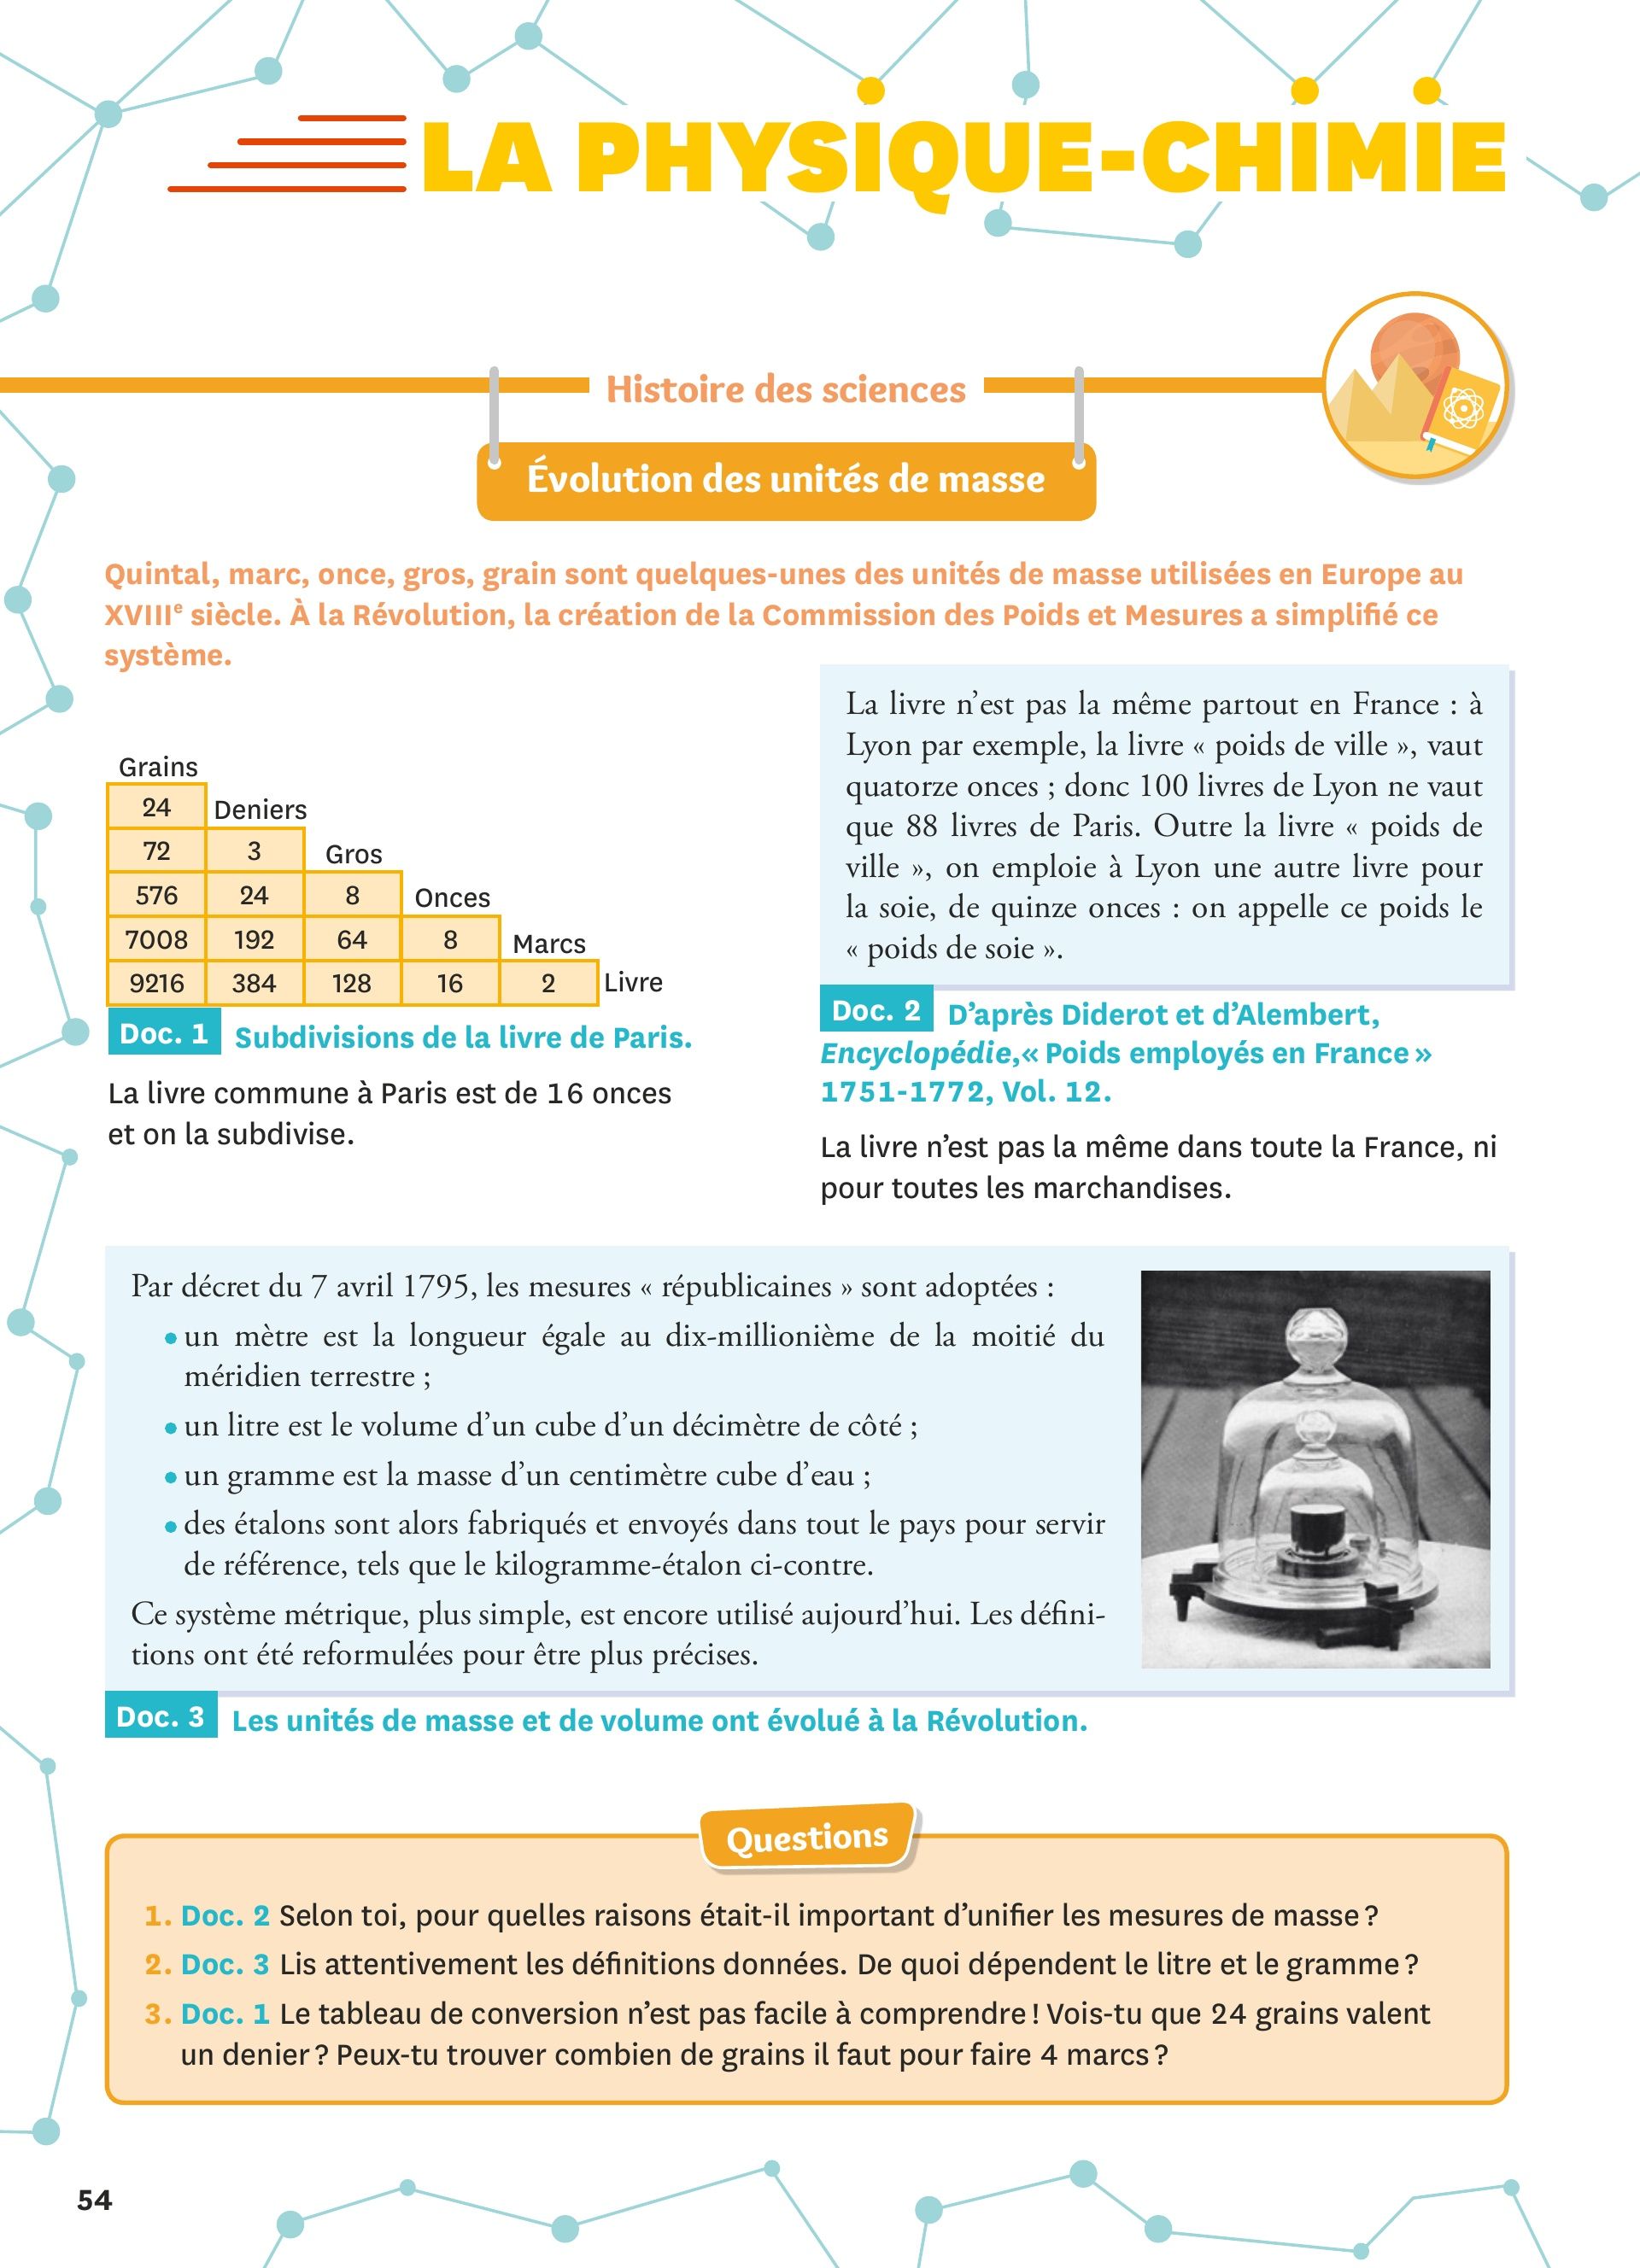 LA PHYSIQUE-CHIMIE
Histoire des sciences
Évolution des unités de masse
Quintal, marc, once, gros, grain sont quelques-unes des unités de masse utilisées en Europe au
XVIIIe siècle. À la Révolution, la création de la Commission des Poids et Mesures a simplifié ce
système.
Grains
24 Deniers
72 3 Gros
576 24 8 Onces
7008 192 64 8 Marcs
9216 384 128 16 2 Livre
Doc. 1 Subdivisions de la livre de Paris.
La livre commune à Paris est de 16 onces
et on la subdivise.
La livre n’est pas la même partout en France : à
Lyon par exemple, la livre « poids de ville », vaut
quatorze onces ; donc 100 livres de Lyon ne vaut
que 88 livres de Paris. Outre la livre « poids de
ville », on emploie à Lyon une autre livre pour
la soie, de quinze onces : on appelle ce poids le
« poids de soie ».
Doc. 2 D’après Diderot et d’Alembert,
Encyclopédie,« Poids employés en France »
1751-1772, Vol. 12.
La livre n’est pas la même dans toute la France, ni
pour toutes les marchandises.
Par décret du 7 avril 1795, les mesures « républicaines » sont adoptées :
• un mètre est la longueur égale au dix-millionième de la moitié du
méridien terrestre ;
• un litre est le volume d’un cube d’un décimètre de côté ;
• un gramme est la masse d’un centimètre cube d’eau ;
• des étalons sont alors fabriqués et envoyés dans tout le pays pour servir
de référence, tels que le kilogramme-étalon ci-contre.
Ce système métrique, plus simple, est encore utilisé aujourd’hui. Les défini-
tions ont été reformulées pour être plus précises.
Doc. 3 Les unités de masse et de volume ont évolué à la Révolution.
Questions
1. Doc. 2 Selon toi, pour quelles raisons était-il important d’unifier les mesures de masse ?
2. Doc. 3 Lis attentivement les définitions données. De quoi dépendent le litre et le gramme ?
3. Doc. 1 Le tableau de conversion n’est pas facile à comprendre ! Vois-tu que 24 grains valent
un denier ? Peux-tu trouver combien de grains il faut pour faire 4 marcs ?
54